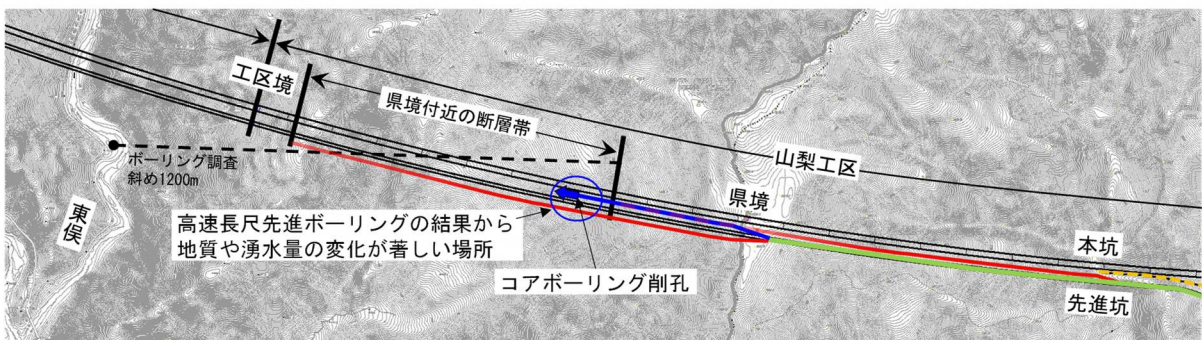 工区境
県境付近の断層帯
山梨工区
ボーリング調査
斜め1200m
県境
東俣
高速長尺先進ボーリングの結果から
地質や湧水量の変化が著しい場所
本坑
コアボーリング削孔
先進坑